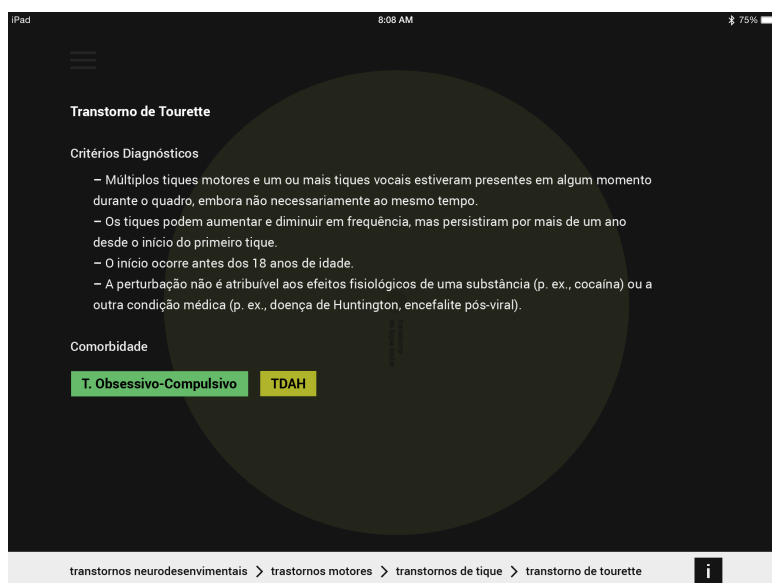 iPad 8:08 AM 75%
Transtorno de Tourette
Critérios Diagnósticos
– Múltiplos tiques motores e um ou mais tiques vocais estiveram presentes em algum momento
durante o quadro, embora não necessariamente ao mesmo tempo.
– Os tiques podem aumentar e diminuir em frequência, mas persistiram por mais de um ano
desde o início do primeiro tique.
– O início ocorre antes dos 18 anos de idade.
– A perturbação não é atribuível aos efeitos fisiológicos de uma substância (p. ex., cocaína) ou a
outra condição médica (p. ex., doença de Huntington, encefalite pós-viral).
Comorbidade
T. Obsessivo-Compulsivo TDAH
transtornos neurodesenvimentais > trastornos motores > transtornos de tique > transtorno de tourette i